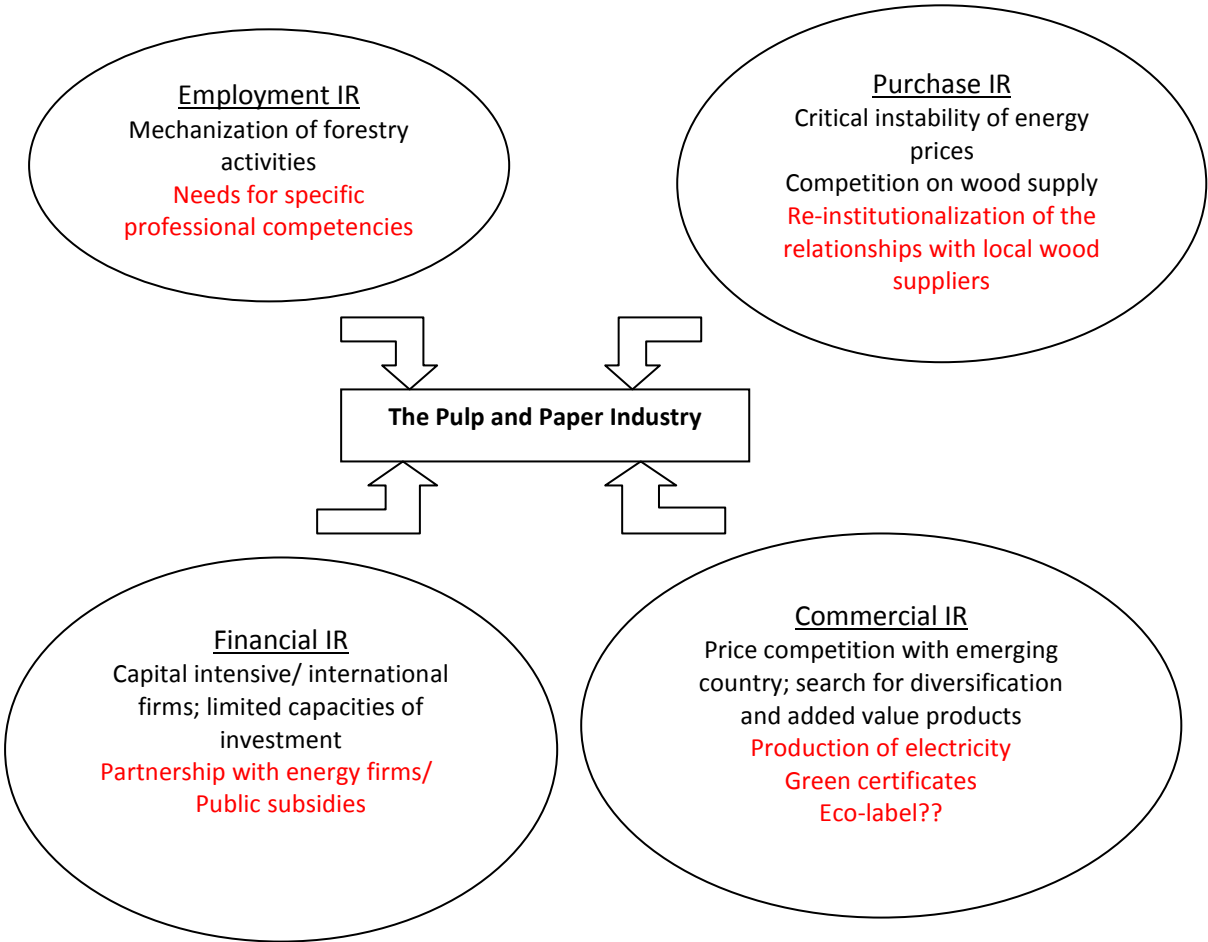 Employment IR
Mechanization of forestry
activities
Needs for specific
professional competencies
Purchase IR
Critical instability of energy
prices
Competition on wood supply
Re-institutionalization of the
relationships with local wood
suppliers
The Pulp and Paper Industry
Financial IR
Capital intensive/ international
firms; limited capacities of
investment
Partnership with energy firms/
Public subsidies
Commercial IR
Price competition with emerging
country; search for diversification
and added value products
Production of electricity
Green certificates
Eco-label??